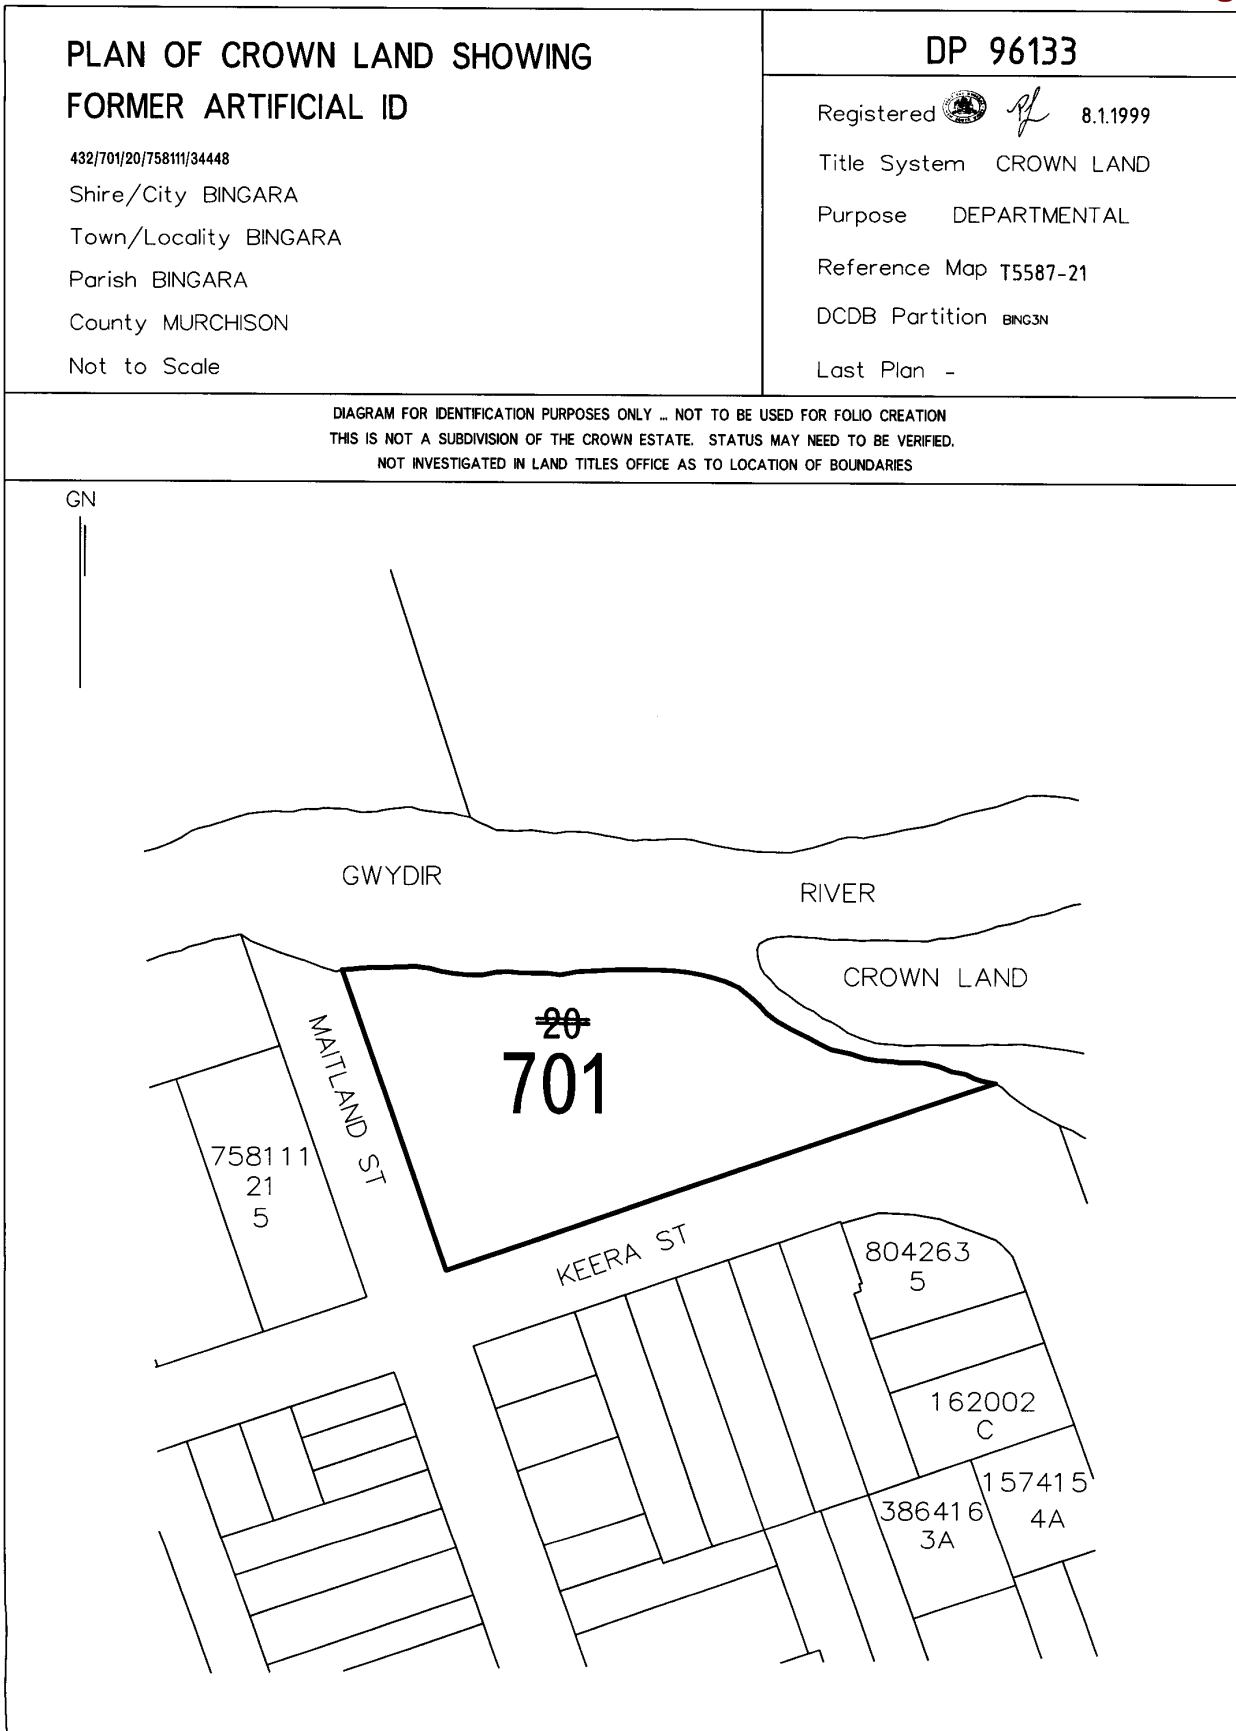 PLAN OF CROWN LAND SHOWING
FORMER ARTIFICIAL ID
432/701/20/758111/34448
Shire/City BINGARA
Town/Locality BINGARA
Parish BINGARA
County MURCHISON
Not to Scale
DP 96133
Registered 8.1.1999
Title System CROWN LAND
Purpose DEPARTMENTAL
Reference Map T5587-21
DCDB Partition BING3N
Last Plan -
DIAGRAM FOR IDENTIFICATION PURPOSES ONLY ... NOT TO BE USED FOR FOLIO CREATION
THIS IS NOT A SUBDIVISION OF THE CROWN ESTATE. STATUS MAY NEED TO BE VERIFIED.
NOT INVESTIGATED IN LAND TITLES OFFICE AS TO LOCATION OF BOUNDARIES
GN
GWYDIR
RIVER
CROWN LAND
20
701
MAITLAND ST
758111
21
5
KEERA ST
804263
5
162002
C
157415
4A
386416
3A